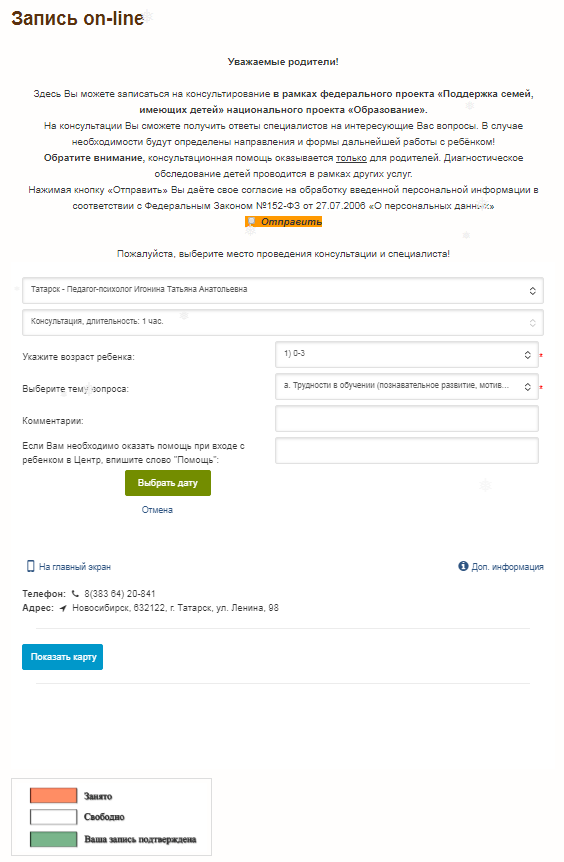 Запись on-line
Уважаемые родители!
Здесь Вы можете записаться на консультирование в рамках федерального проекта «Поддержка семей,
имеющих детей» национального проекта «Образование».
На консультации Вы сможете получить ответы специалистов на интересующие Вас вопросы. В случае
необходимости будут определены направления и формы дальнейшей работы с ребёнком!
Обратите внимание, консультационная помощь оказывается только для родителей. Диагностическое
обследование детей проводится в рамках других услуг.
Нажимая кнопку «Отправить» Вы даёте свое согласие на обработку введенной персональной информации в
соответствии с Федеральным Законом №152-ФЗ от 27.07.2006 «О персональных данных»
Отправить
Пожалуйста, выберите место проведения консультации и специалиста!
Татарск - Педагог-психолог Игонина Татьяна Анатольевна
Консультация, длительность: 1 час.
Укажите возраст ребенка:
1) 0-3
*
Выберите тему вопроса:
а. Трудности в обучении (познавательное развитие, мотив...
*
Комментарии:
Если Вам необходимо оказать помощь при входе с
ребенком в Центр, впишите слово "Помощь":
Выбрать дату
Отмена
На главный экран
Доп. информация
Телефон: 8(383 64) 20-841
Адрес: Новосибирск, 632122, г. Татарск, ул. Ленина, 98
Показать карту
Занято
Свободно
Ваша запись подтверждена